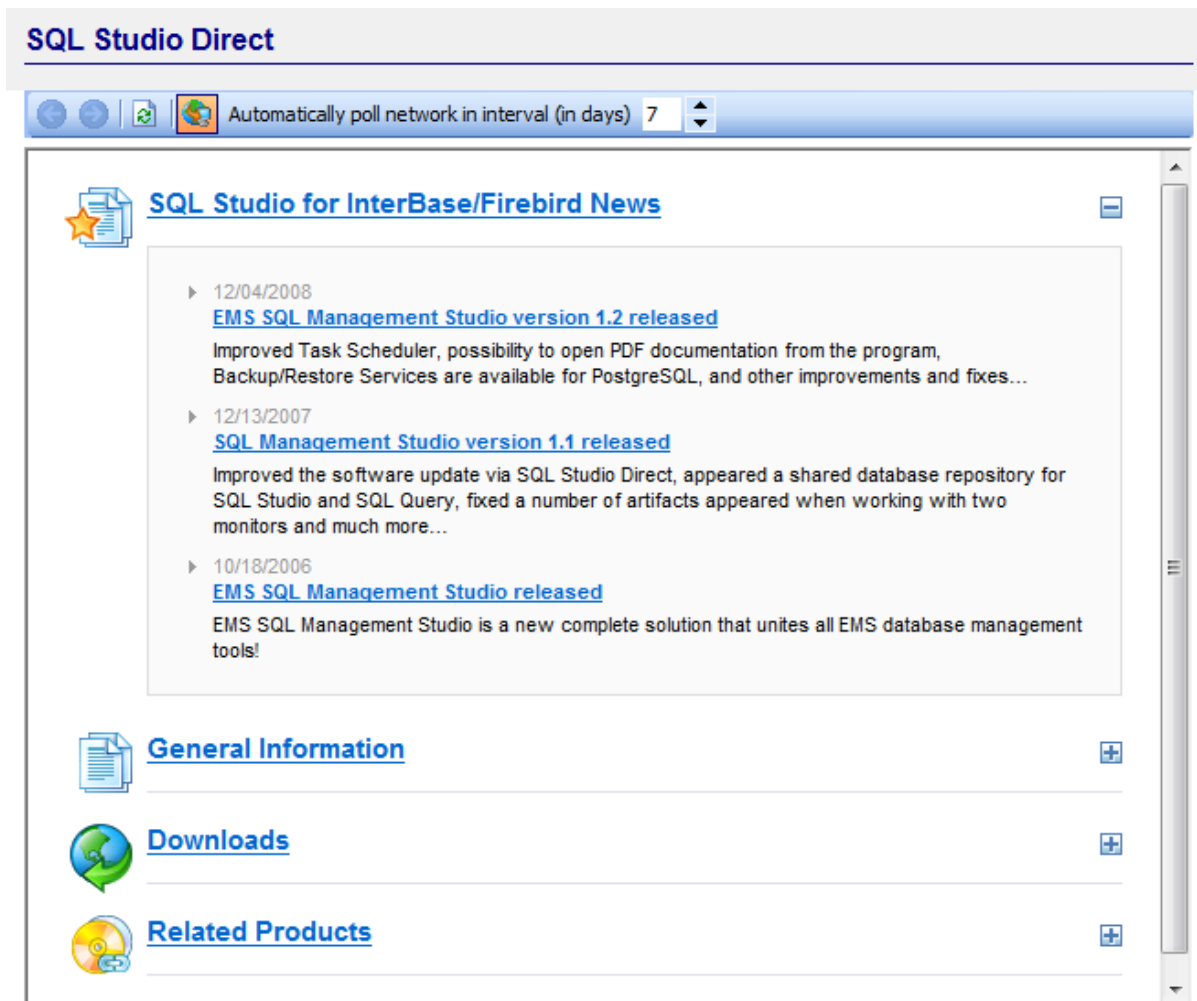 SQL Studio Direct
Automatically poll network in interval (in days) 7
SQL Studio for InterBase/Firebird News
12/04/2008
EMS SQL Management Studio version 1.2 released
Improved Task Scheduler, possibility to open PDF documentation from the program,
Backup/Restore Services are available for PostgreSQL, and other improvements and fixes...
12/13/2007
SQL Management Studio version 1.1 released
Improved the software update via SQL Studio Direct, appeared a shared database repository for
SQL Studio and SQL Query, fixed a number of artifacts appeared when working with two
monitors and much more...
10/18/2006
EMS SQL Management Studio released
EMS SQL Management Studio is a new complete solution that unites all EMS database management
tools!
General Information
Downloads
Related Products